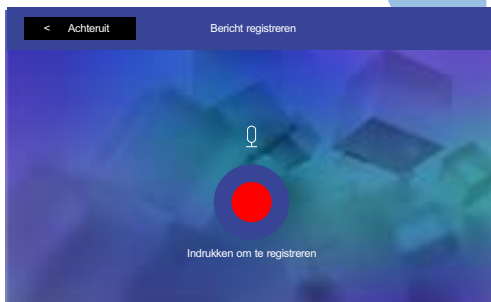 < Achteruit
Bericht registreren
Indrukken om te registreren